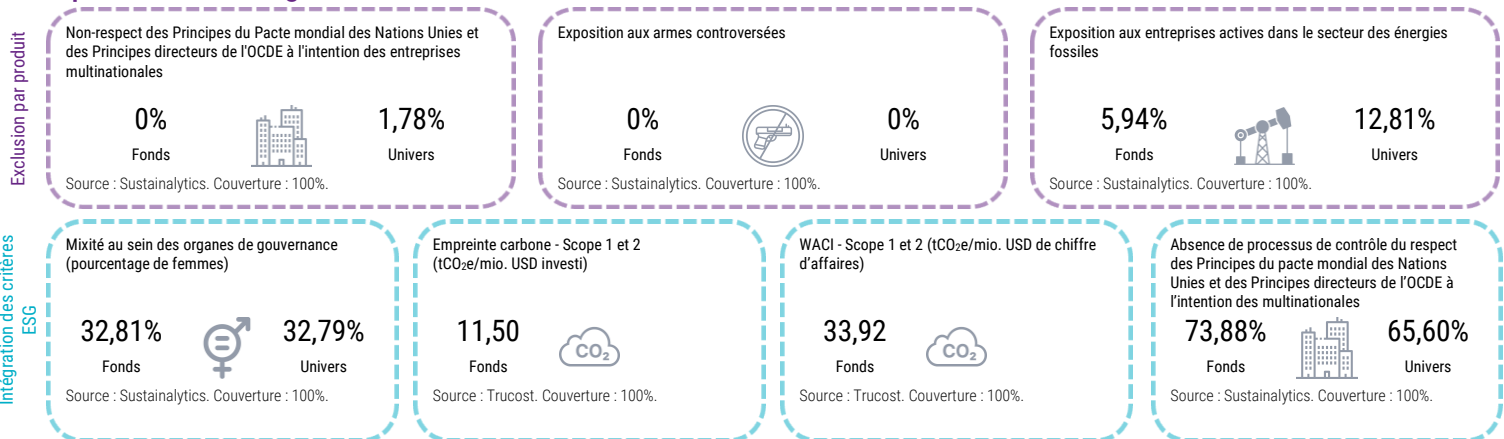 Exclusion par produit
Non-respect des Principes du Pacte mondial des Nations Unies et
des Principes directeurs de l'OCDE à l'intention des entreprises
multinationales
0%
1,78%
Fonds
Univers
Source : Sustainalytics. Couverture : 100%.
Exposition aux armes controversées
0%
0%
Fonds
Univers
Source : Sustainalytics. Couverture : 100%.
Exposition aux entreprises actives dans le secteur des énergies
fossiles
5,94%
12,81%
Fonds
Univers
Source : Sustainalytics. Couverture : 100%.
Intégration des critères
ESG
Mixité au sein des organes de gouvernance
(pourcentage de femmes)
32,81%
32,79%
Fonds
Univers
Source : Sustainalytics. Couverture : 100%.
Empreinte carbone - Scope 1 et 2
(tCO₂e/mio. USD investi)
11,50
CO₂
Fonds
Source : Trucost. Couverture : 100%.
WACI - Scope 1 et 2 (tCO₂e/mio. USD de chiffre
d’affaires)
33,92
CO₂
Fonds
Source : Trucost. Couverture : 100%.
Absence de processus de contrôle du respect
des Principes du pacte mondial des Nations
Unies et des Principes directeurs de l’OCDE à
l’intention des multinationales
73,88%
65,60%
Fonds
Univers
Source : Sustainalytics. Couverture : 100%.